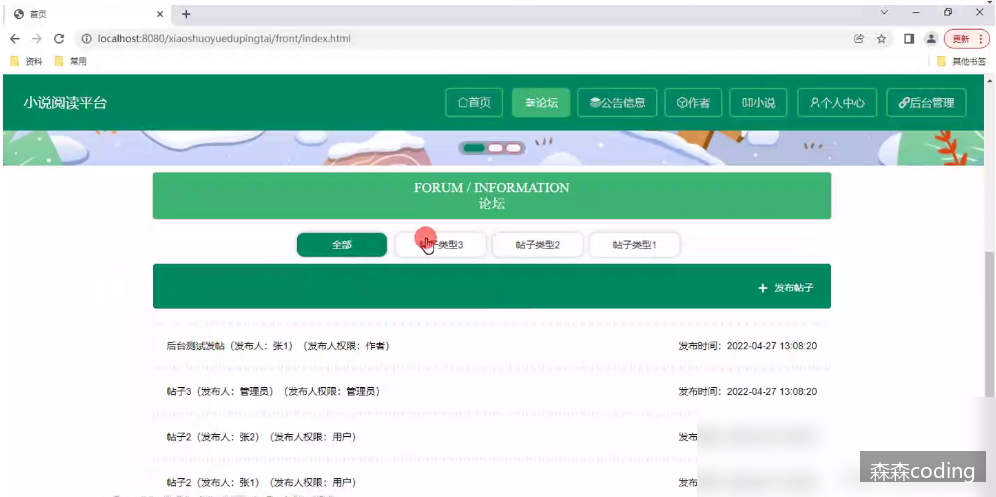 首页
localhost:8080/xiaoshuoyuedupingtai/front/index.html
更新
资料 常用 其他书签
小说阅读平台 首页 论坛 公告信息 作者 小说 个人中心 后台管理
FORUM / INFORMATION
论坛
全部 帖子类型3 帖子类型2 帖子类型1
+ 发布帖子
后台测试发帖（发布人：张1）（发布人权限：作者） 发布时间：2022-04-27 13:08:20
帖子3（发布人：管理员）（发布人权限：管理员） 发布时间：2022-04-27 13:08:20
帖子2（发布人：张2）（发布人权限：用户） 发布
帖子2（发布人：张1）（发布人权限：用户） 发布
森森coding